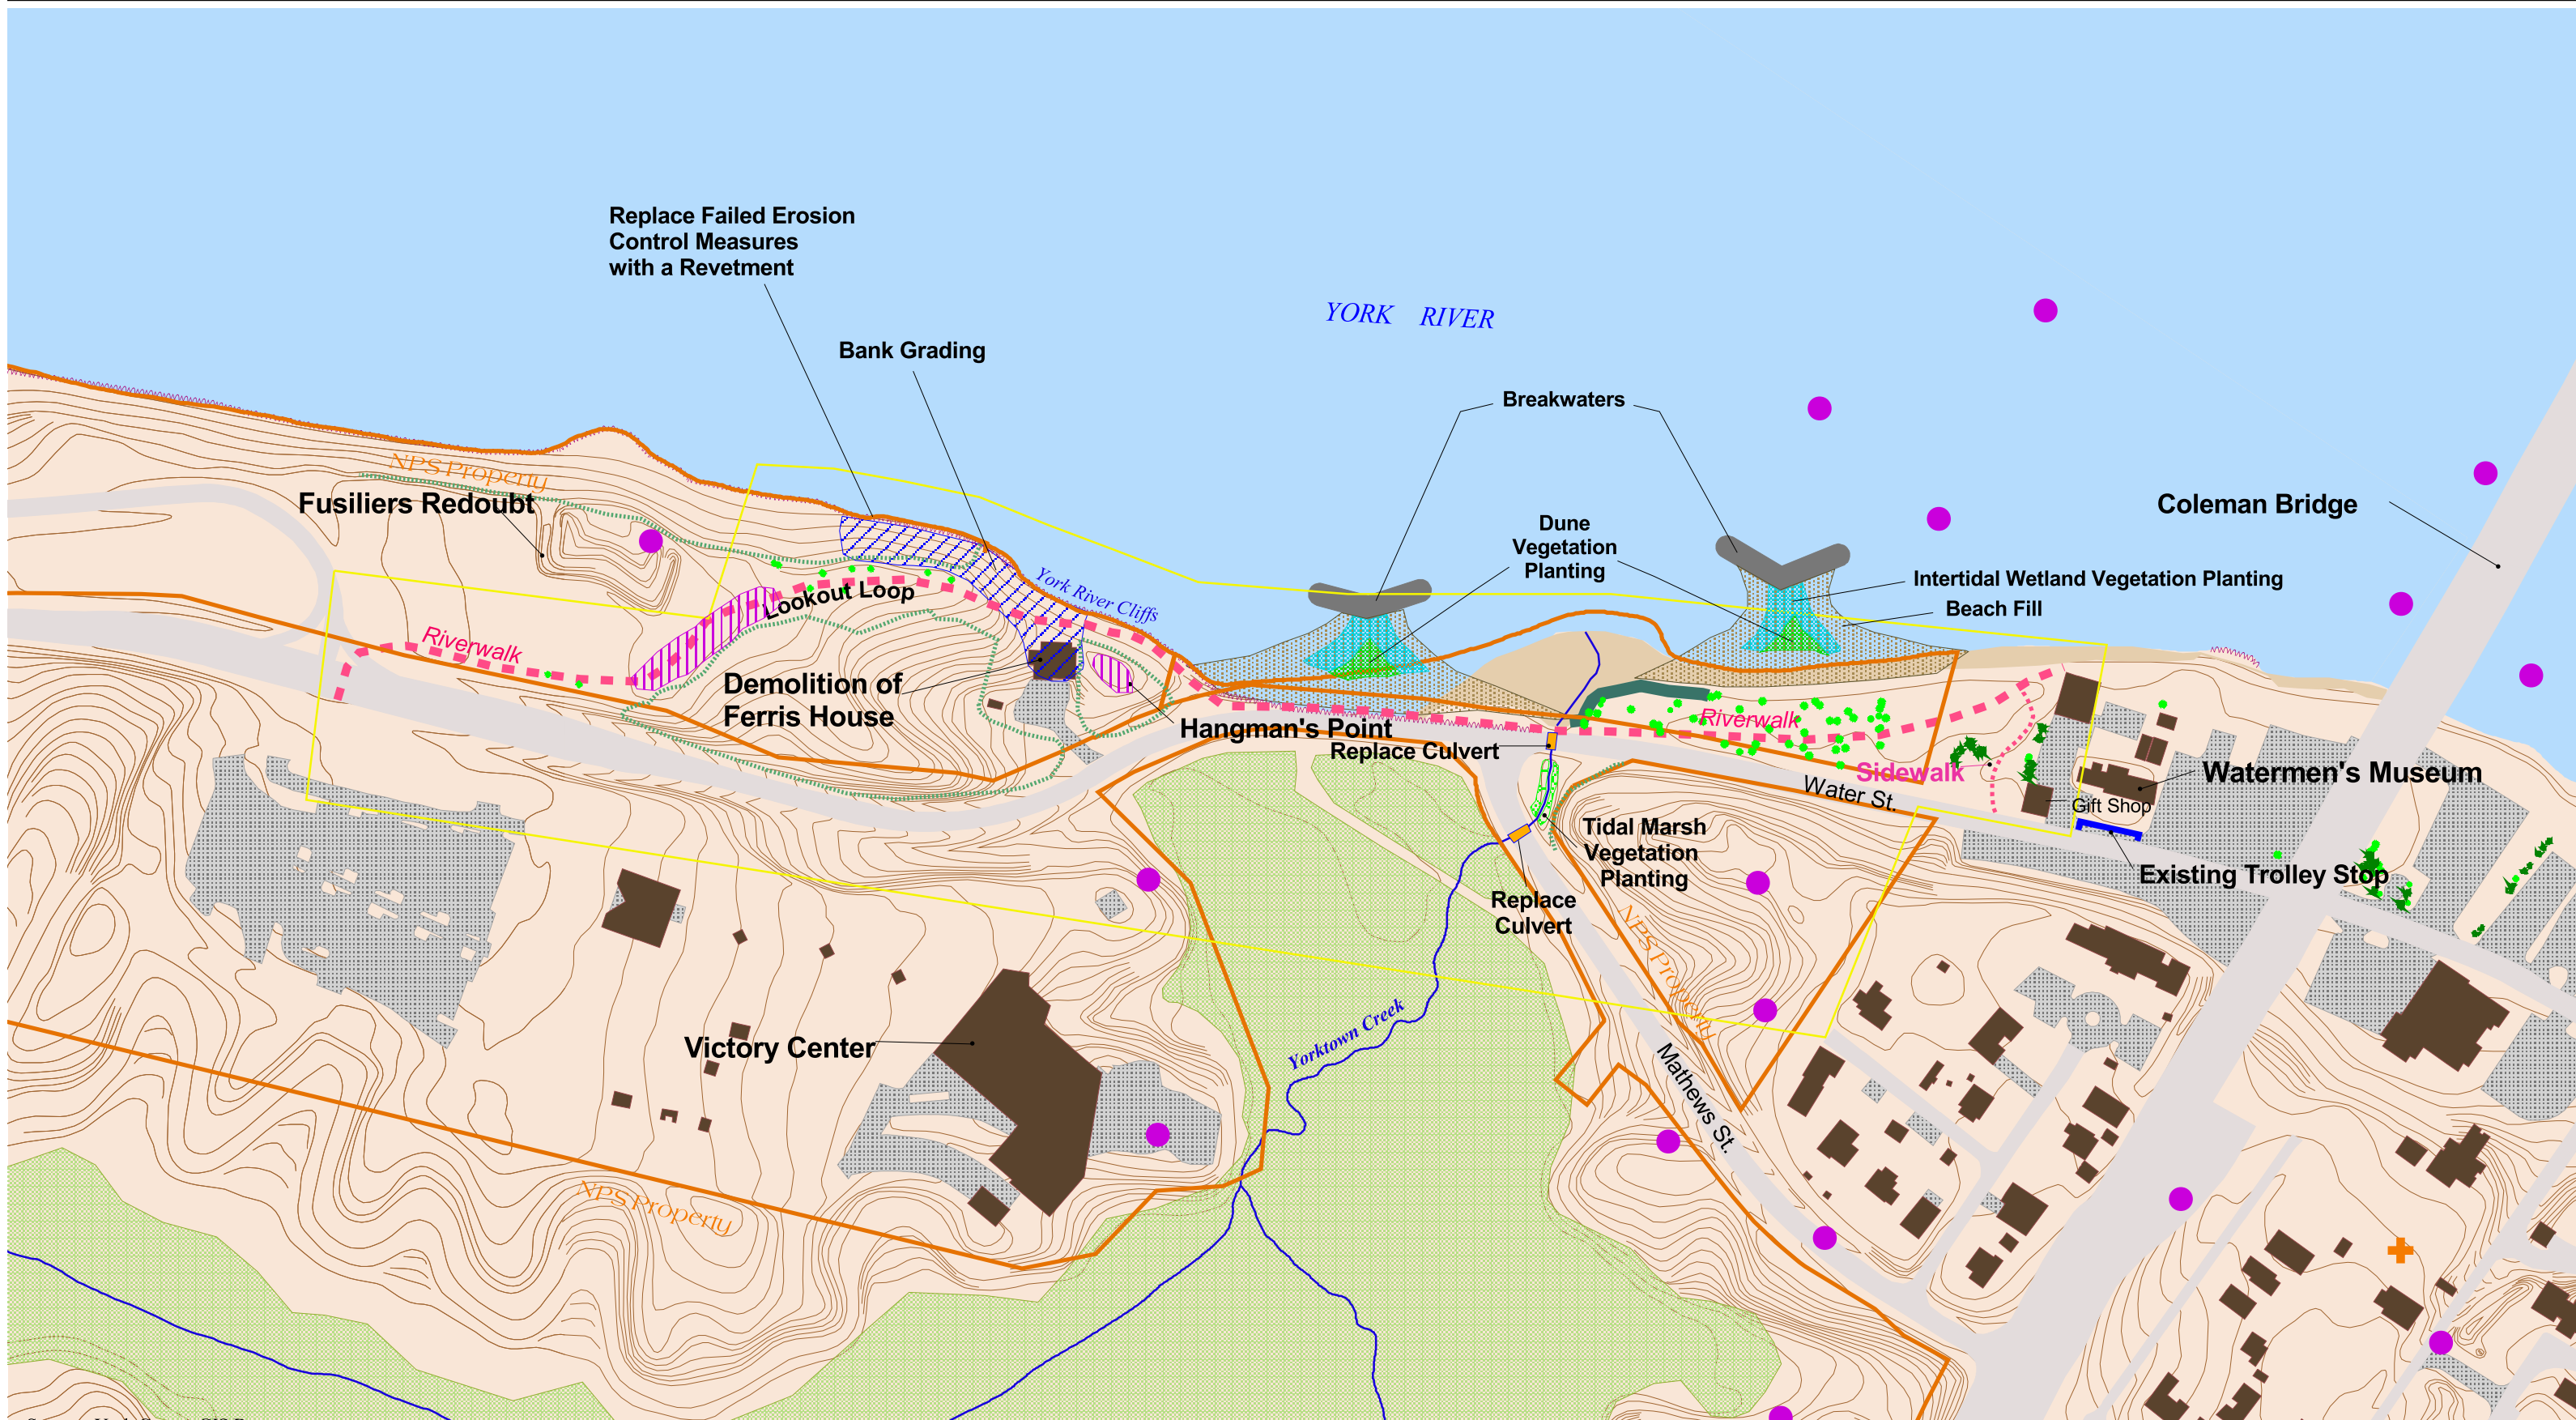 Replace Failed Erosion
Control Measures
with a Revetment
YORK RIVER
Bank Grading
Breakwaters
NPS Property
Fusiliers Redoubt
Coleman Bridge
Dune
Vegetation
Planting
Intertidal Wetland Vegetation Planting
Beach Fill
York River Cliffs
Lookout Loop
Riverwalk
Demolition of
Ferris House
Hangman's Point
Riverwalk
Replace Culvert
Sidewalk
Watermen's Museum
Water St.
Gift Shop
Tidal Marsh
Vegetation
Planting
Existing Trolley Stop
Replace
Culvert
NPS Property
Yorktown Creek
Victory Center
Mathews St.
NPS Property